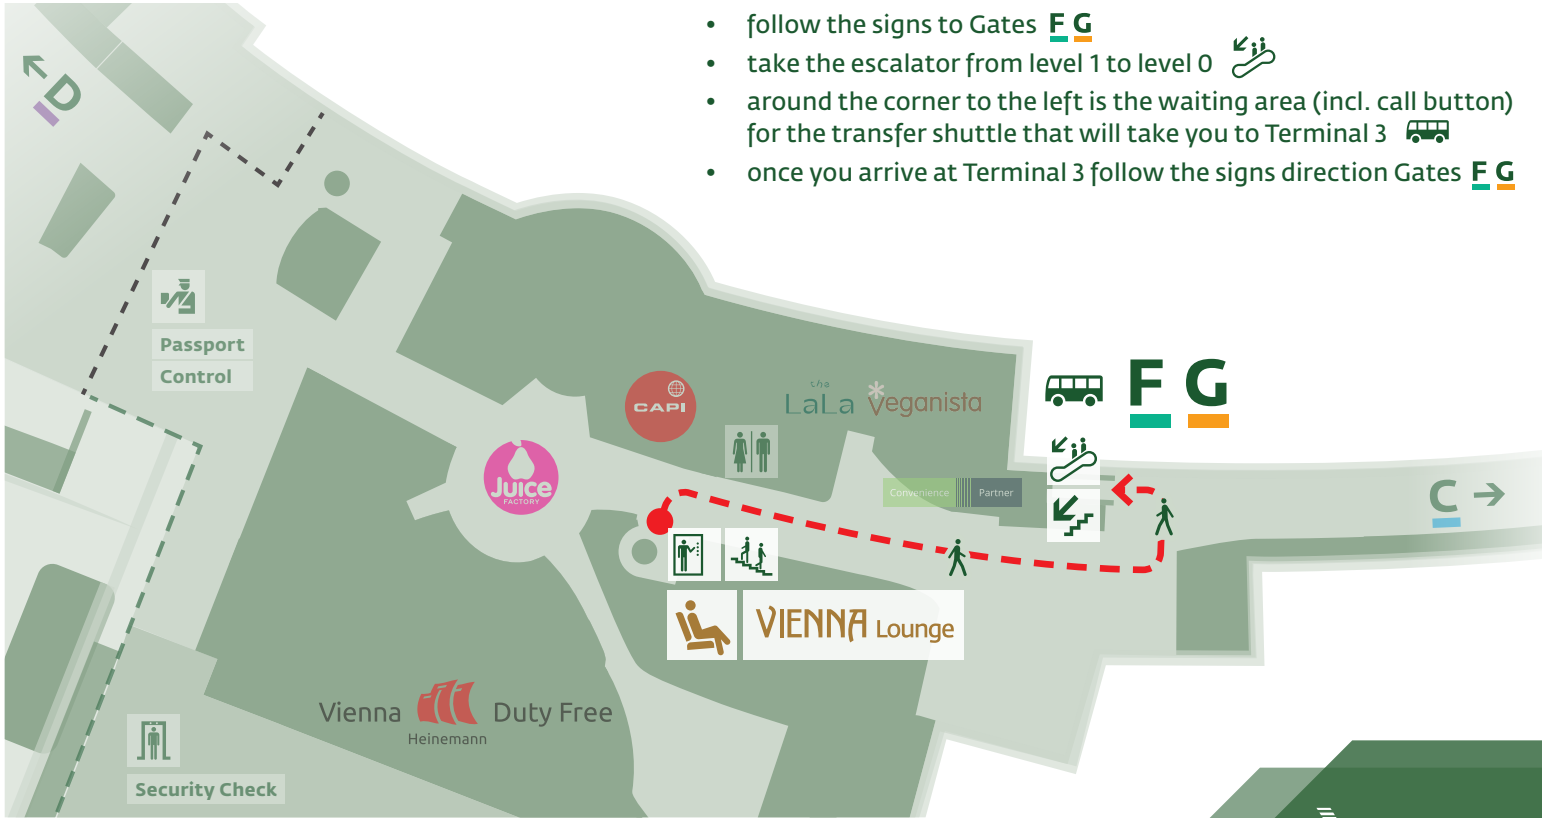 • follow the signs to Gates F G
• take the escalator from level 1 to level 0
• around the corner to the left is the waiting area (incl. call button)
for the transfer shuttle that will take you to Terminal 3
• once you arrive at Terminal 3 follow the signs direction Gates F G
D
Passport
Control
CAPI
the
LaLa
Veganista
F G
Juice
FACTORY
Convenience Partner
C
VIENNA Lounge
Vienna Duty Free
Heinemann
Security Check